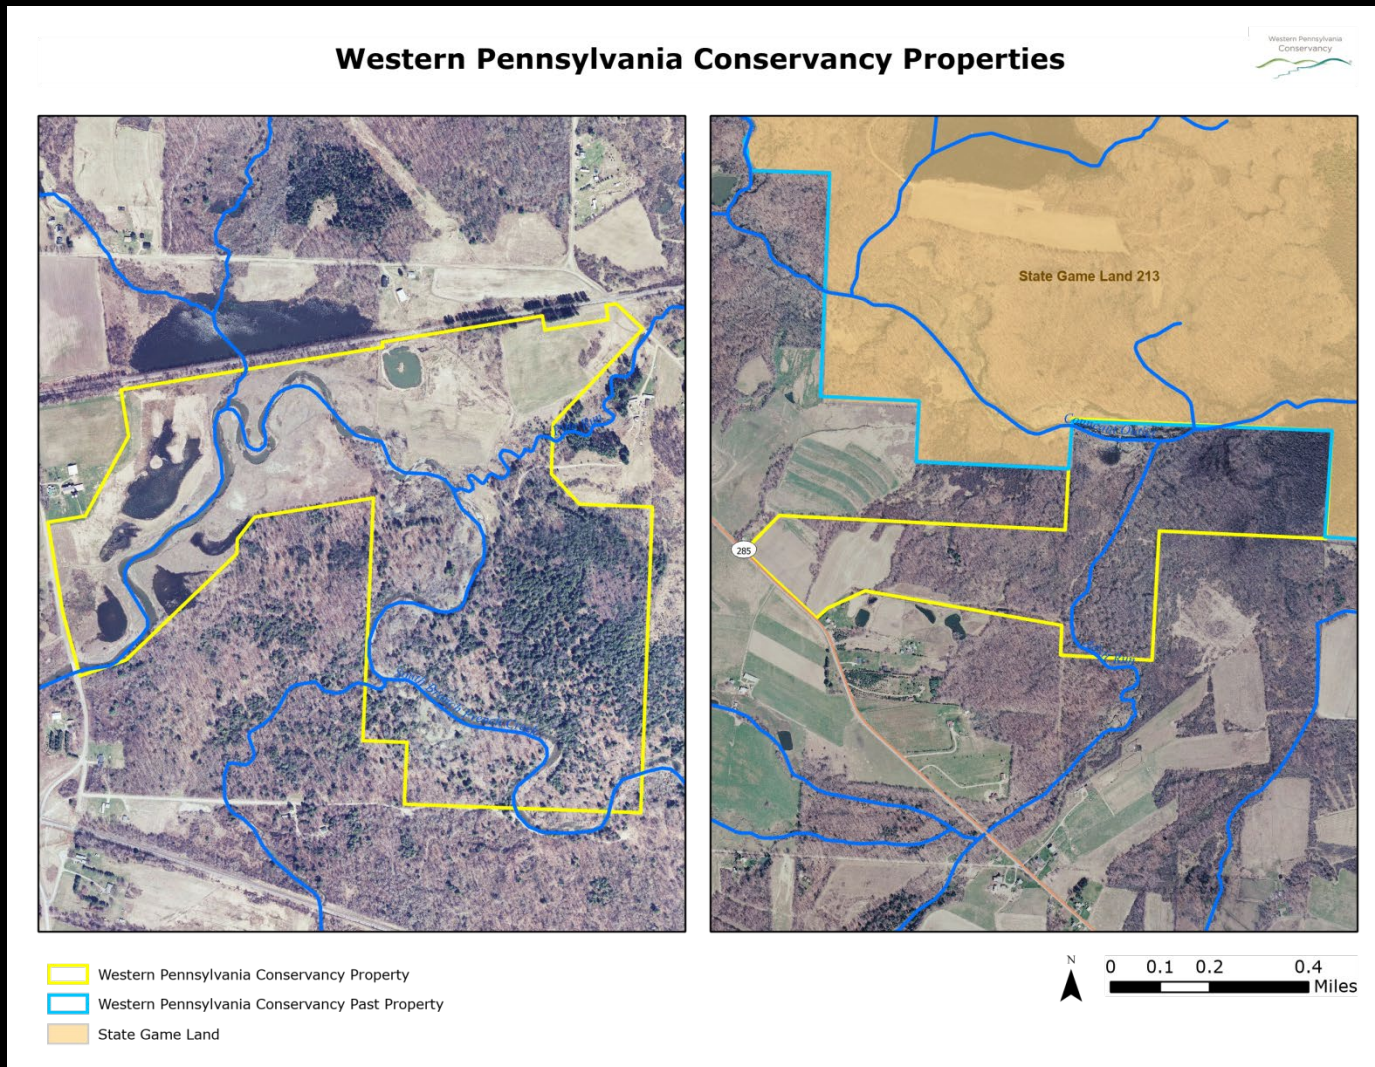 Western Pennsylvania Conservancy Properties
Western Pennsylvania
Conservancy
State Game Land 213
285
Western Pennsylvania Conservancy Property
Western Pennsylvania Conservancy Past Property
State Game Land
N
0 0.1 0.2 0.4
Miles